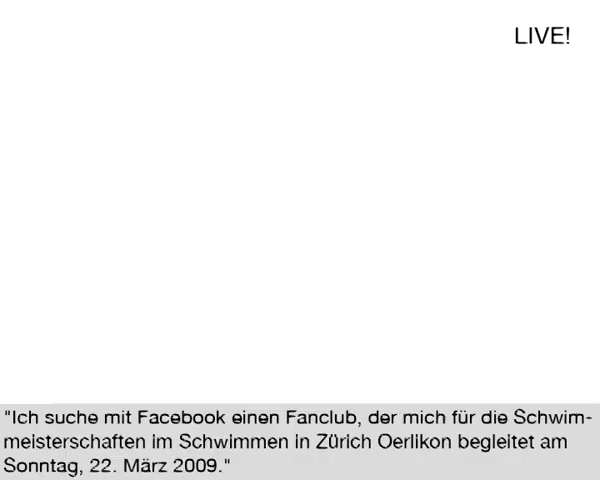 LIVE!
"Ich suche mit Facebook einen Fanclub, der mich für die Schwim-
meisterschaften im Schwimmen in Zürich Oerlikon begleitet am
Sonntag, 22. März 2009."